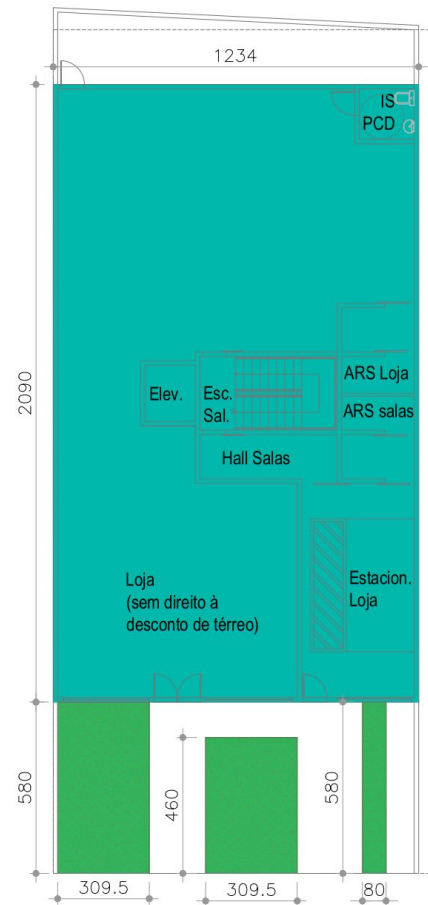 1234
IS
PCD
2090
ARS Loja
Elev.
Esc.
Sal.
ARS salas
Hall Salas
Loja
(sem direito à
desconto de térreo)
Estacion.
Loja
580
460
580
309.5
309.5
80